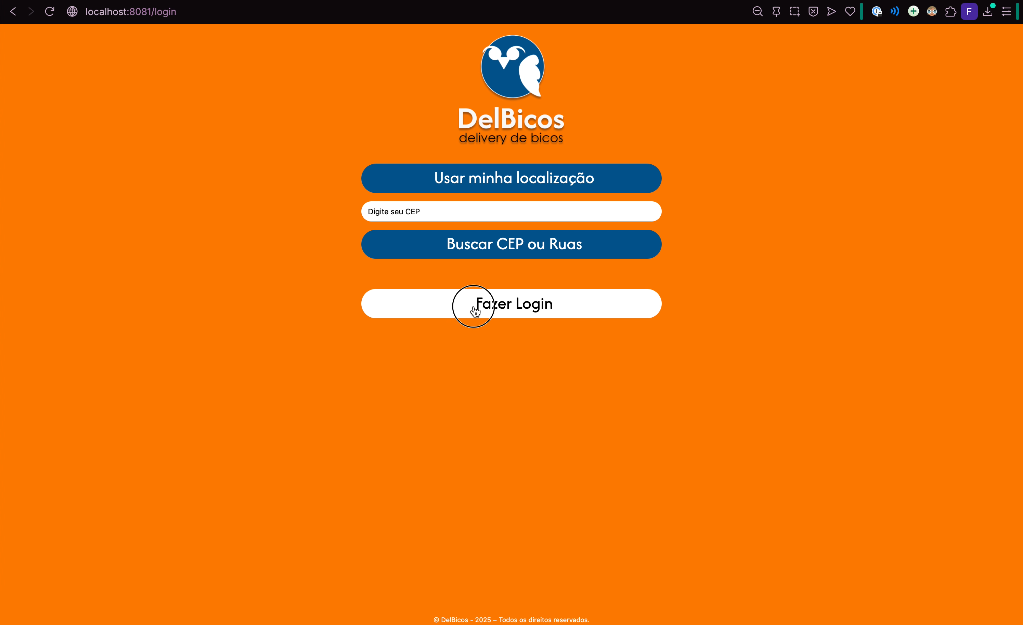 localhost:8081/login
F
DelBicos
delivery de bicos
Usar minha localização
Digite seu CEP
Buscar CEP ou Ruas
Fazer Login
© DelBicos - 2025 – Todos os direitos reservados.